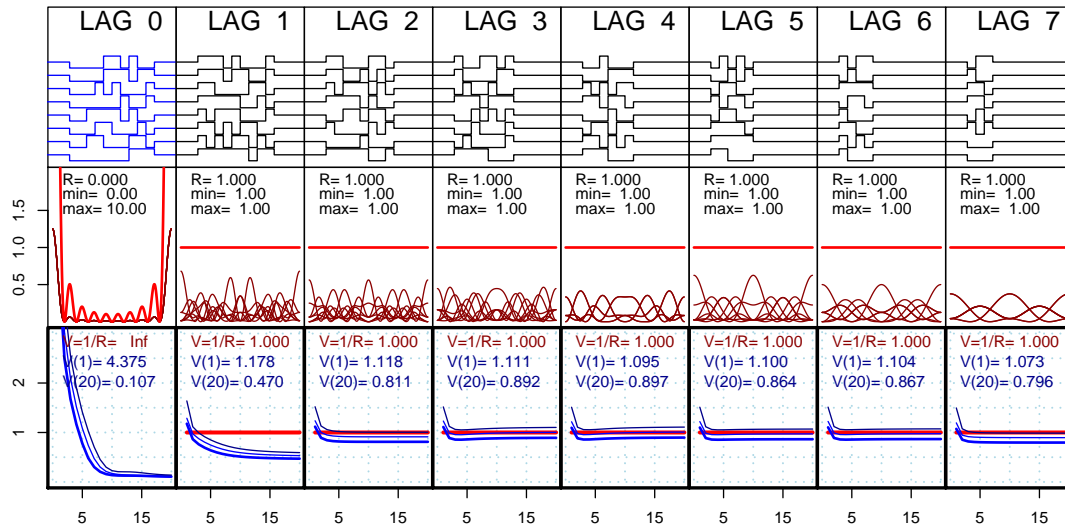 LAG 0 LAG 1 LAG 2 LAG 3 LAG 4 LAG 5 LAG 6 LAG 7
R= 0.000 R= 1.000 R= 1.000 R= 1.000 R= 1.000 R= 1.000 R= 1.000 R= 1.000
min= 0.00 min= 1.00 min= 1.00 min= 1.00 min= 1.00 min= 1.00 min= 1.00 min= 1.00
max= 10.00 max= 1.00 max= 1.00 max= 1.00 max= 1.00 max= 1.00 max= 1.00 max= 1.00
1.5
1.0
0.5
V=1/R= Inf V=1/R= 1.000 V=1/R= 1.000 V=1/R= 1.000 V=1/R= 1.000 V=1/R= 1.000 V=1/R= 1.000 V=1/R= 1.000
V(1)= 4.375 V(1)= 1.178 V(1)= 1.118 V(1)= 1.111 V(1)= 1.095 V(1)= 1.100 V(1)= 1.104 V(1)= 1.073
2 V(20)= 0.107 V(20)= 0.470 V(20)= 0.811 V(20)= 0.892 V(20)= 0.897 V(20)= 0.864 V(20)= 0.867 V(20)= 0.796
1
5 15 5 15 5 15 5 15 5 15 5 15 5 15 5 15